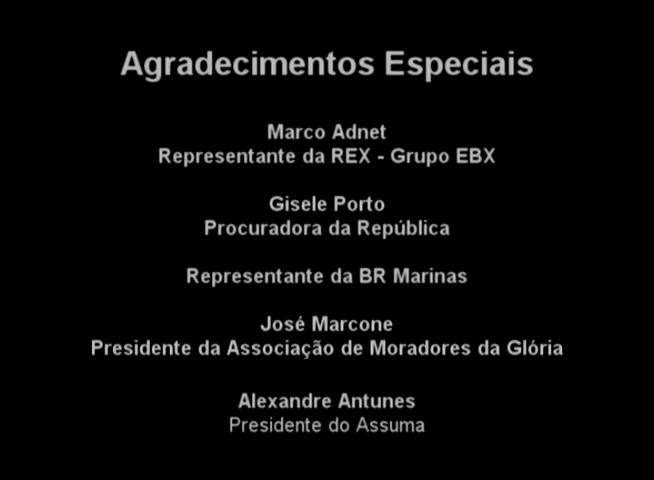 Agradecimentos Especiais
Marco Adnet
Representante da REX - Grupo EBX
Gisele Porto
Procuradora da República
Representante da BR Marinas
José Marcone
Presidente da Associação de Moradores da Glória
Alexandre Antunes
Presidente do Assuma